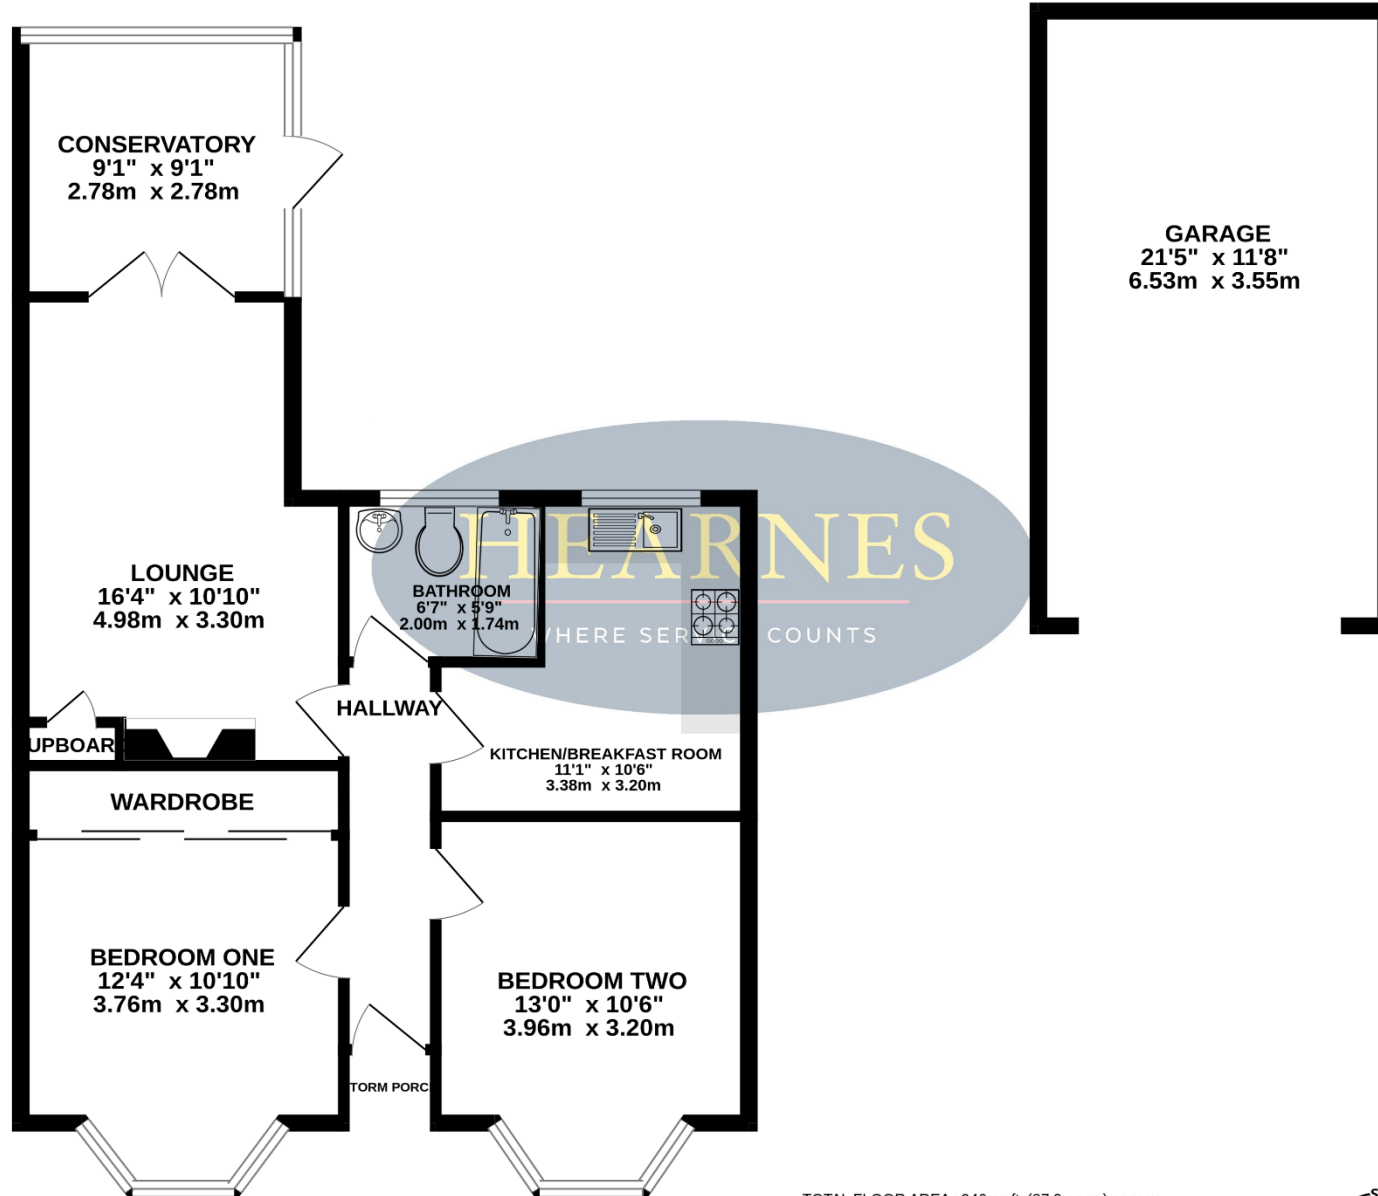 CONSERVATORY
9'1" x 9'1"
2.78m x 2.78m
GARAGE
21'5" x 11'8"
6.53m x 3.55m
LOUNGE
16'4" x 10'10"
4.98m x 3.30m
HEARNES
WHERE SERVICE COUNTS
BATHROOM
6'7" x 5'9"
2.00m x 1.74m
HALLWAY
UPBOAR
KITCHEN/BREAKFAST ROOM
11'1" x 10'6"
3.38m x 3.20m
WARDROBE
BEDROOM ONE
12'4" x 10'10"
3.76m x 3.30m
BEDROOM TWO
13'0" x 10'6"
3.96m x 3.20m
TORM PORC